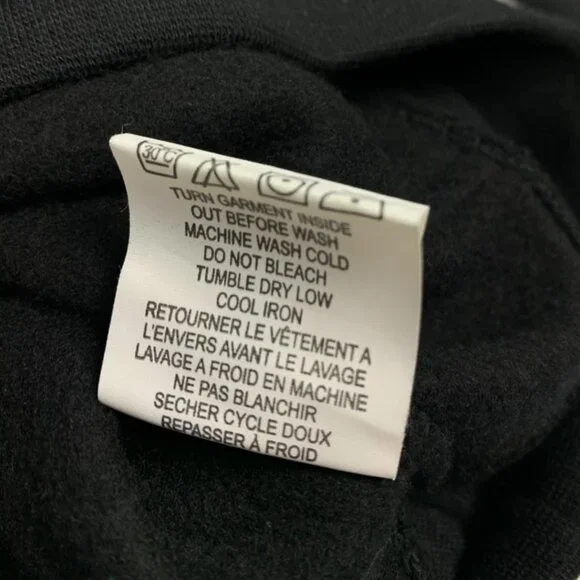 30°C
TURN GARMENT INSIDE
OUT BEFORE WASH
MACHINE WASH COLD
DO NOT BLEACH
TUMBLE DRY LOW
COOL IRON
RETOURNER LE VÊTEMENT A
L'ENVERS AVANT LE LAVAGE
LAVAGE A FROID EN MACHINE
NE PAS BLANCHIR
SECHER CYCLE DOUX
REPASSER À FROID